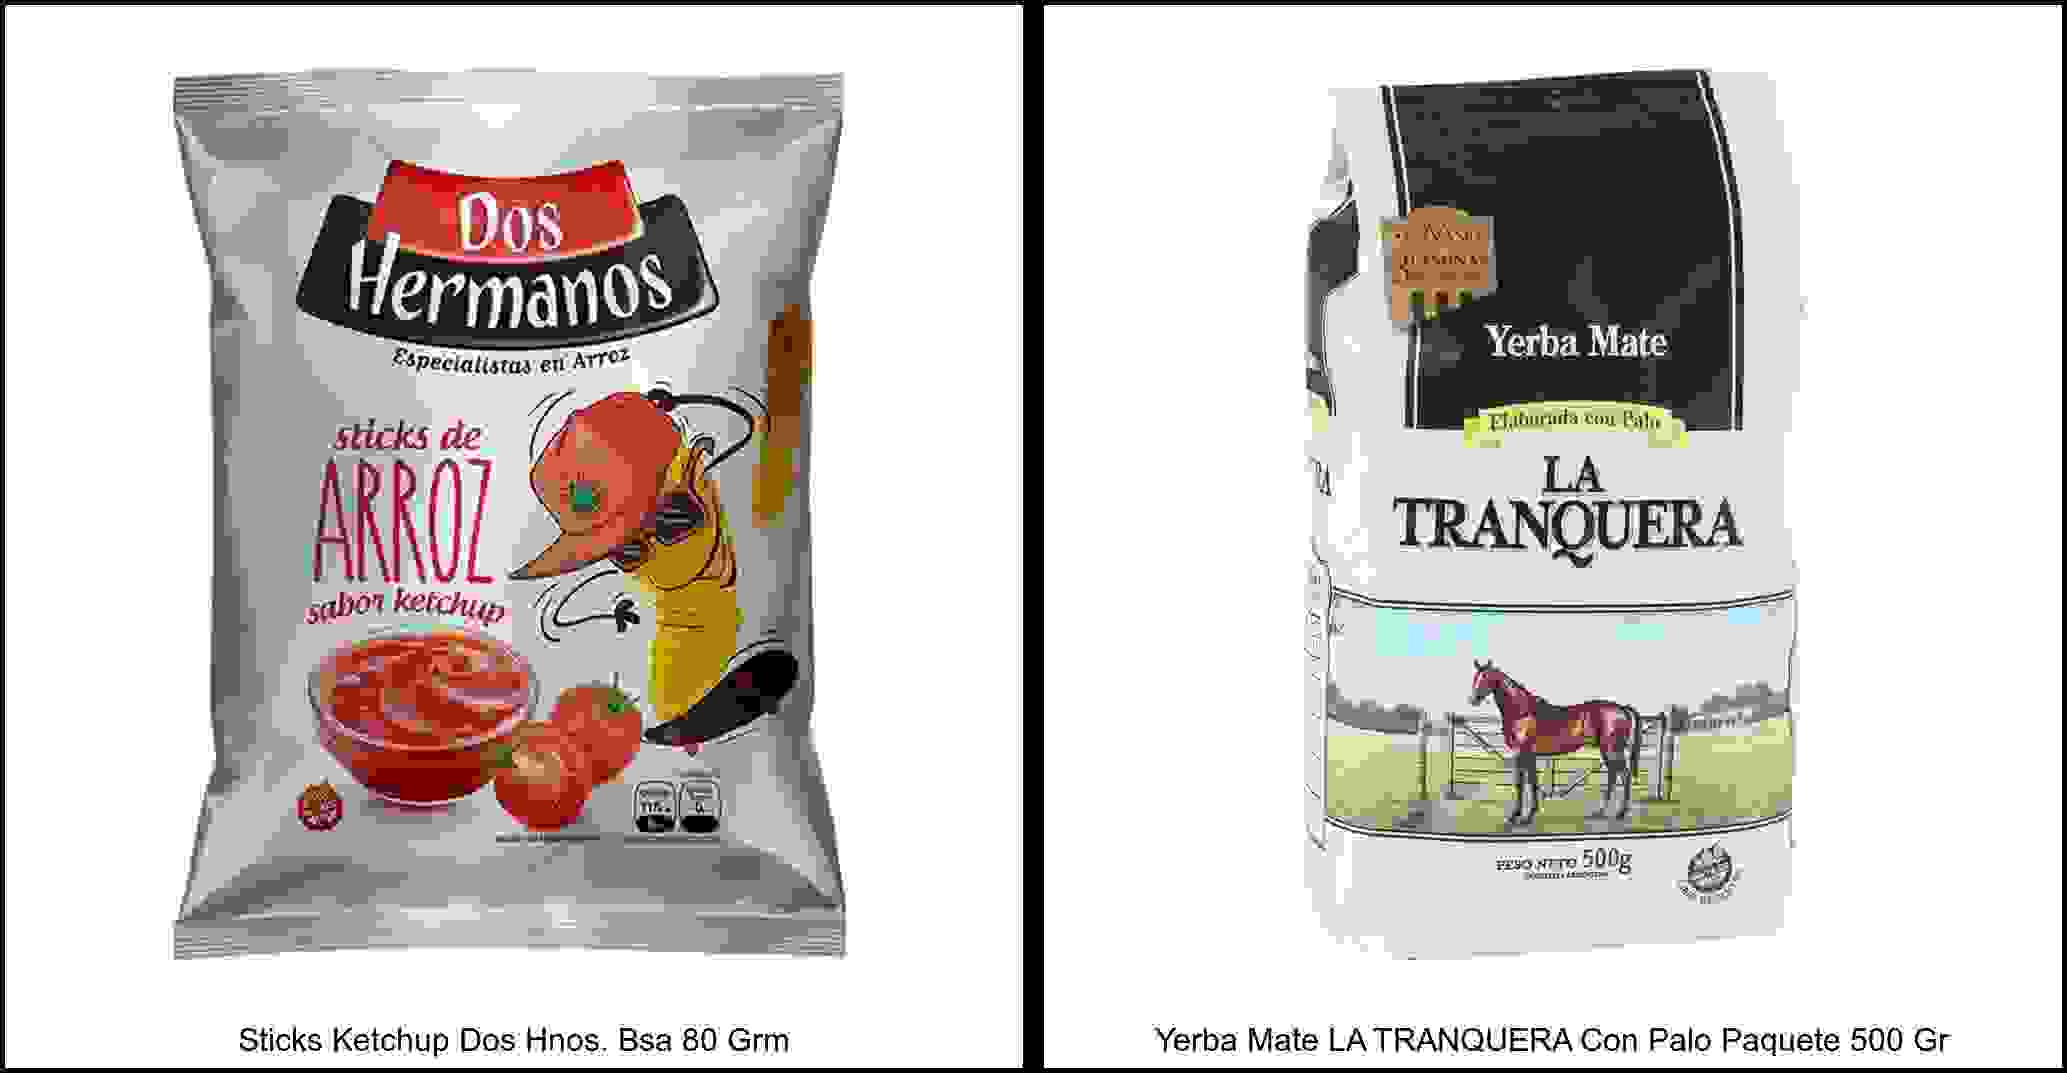 Dos
Hermanos
Especialistas en Arroz
sticks de
ARROZ
sabor ketchup
Sticks Ketchup Dos Hnos. Bsa 80 Grm
Yerba Mate
Elaborada con Palo
LA
TRANQUERA
PESO NETO 500g
Yerba Mate LA TRANQUERA Con Palo Paquete 500 Gr